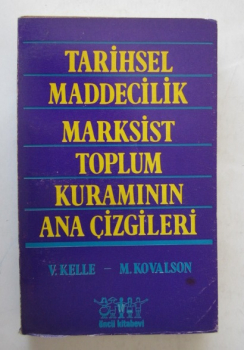 TARİHSEL
MADDECİLİK
MARKSİST
TOPLUM
KURAMININ
ANA ÇİZGİLERİ
V. KELLE – M. KOVALSON
öncü kitabevi